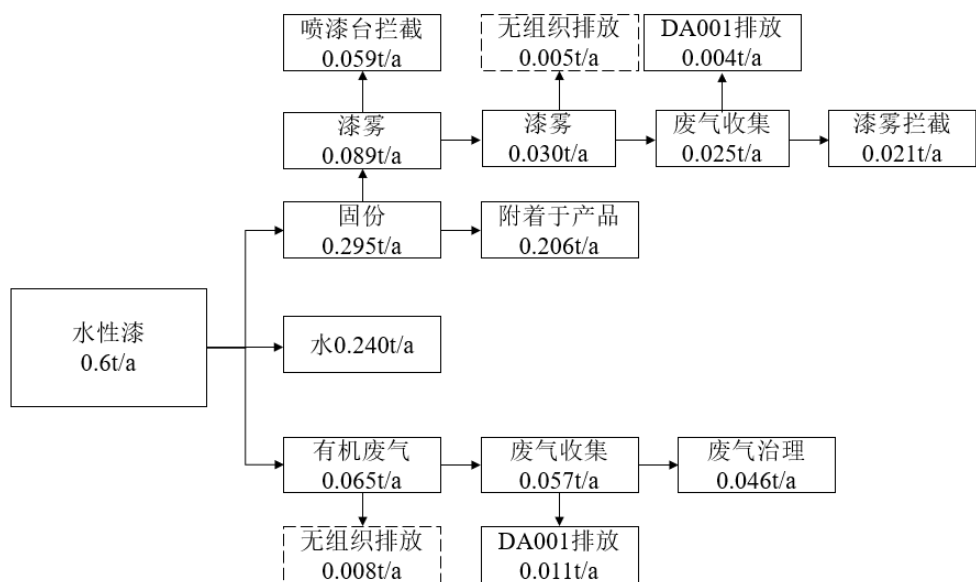 喷漆台拦截
0.059t/a
无组织排放
0.005t/a
DA001排放
0.004t/a
漆雾
0.089t/a
漆雾
0.030t/a
废气收集
0.025t/a
漆雾拦截
0.021t/a
固份
0.295t/a
附着于产品
0.206t/a
水性漆
0.6t/a
水0.240t/a
有机废气
0.065t/a
废气收集
0.057t/a
废气治理
0.046t/a
无组织排放
0.008t/a
DA001排放
0.011t/a